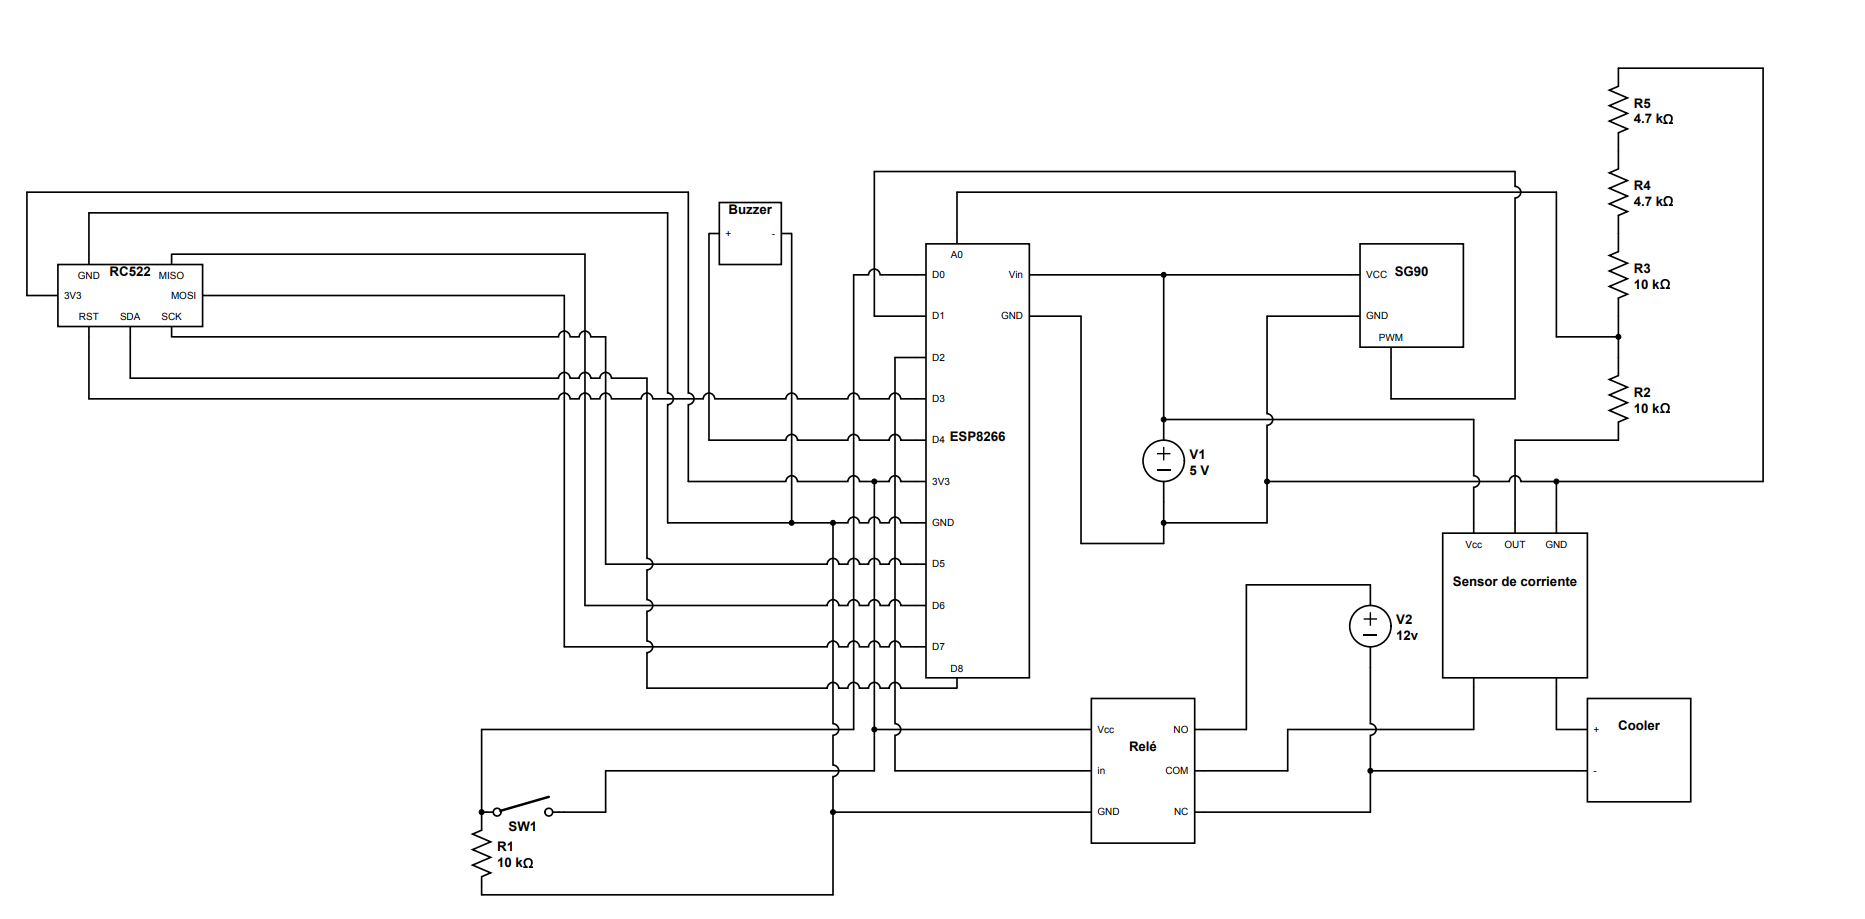 R5
4.7 kΩ
R4
4.7 kΩ
R3
10 kΩ
R2
10 kΩ
Buzzer
+
-
RC522
GND
MISO
3V3
MOSI
RST
SDA
SCK
ESP8266
A0
D0
Vin
D1
GND
D2
D3
D4
3V3
GND
D5
D6
D7
D8
SG90
VCC
GND
PWM
V1
5 V
Vcc
OUT
GND
Sensor de corriente
V2
12v
Relé
Vcc
NO
in
COM
GND
NC
Cooler
+
-
SW1
R1
10 kΩ